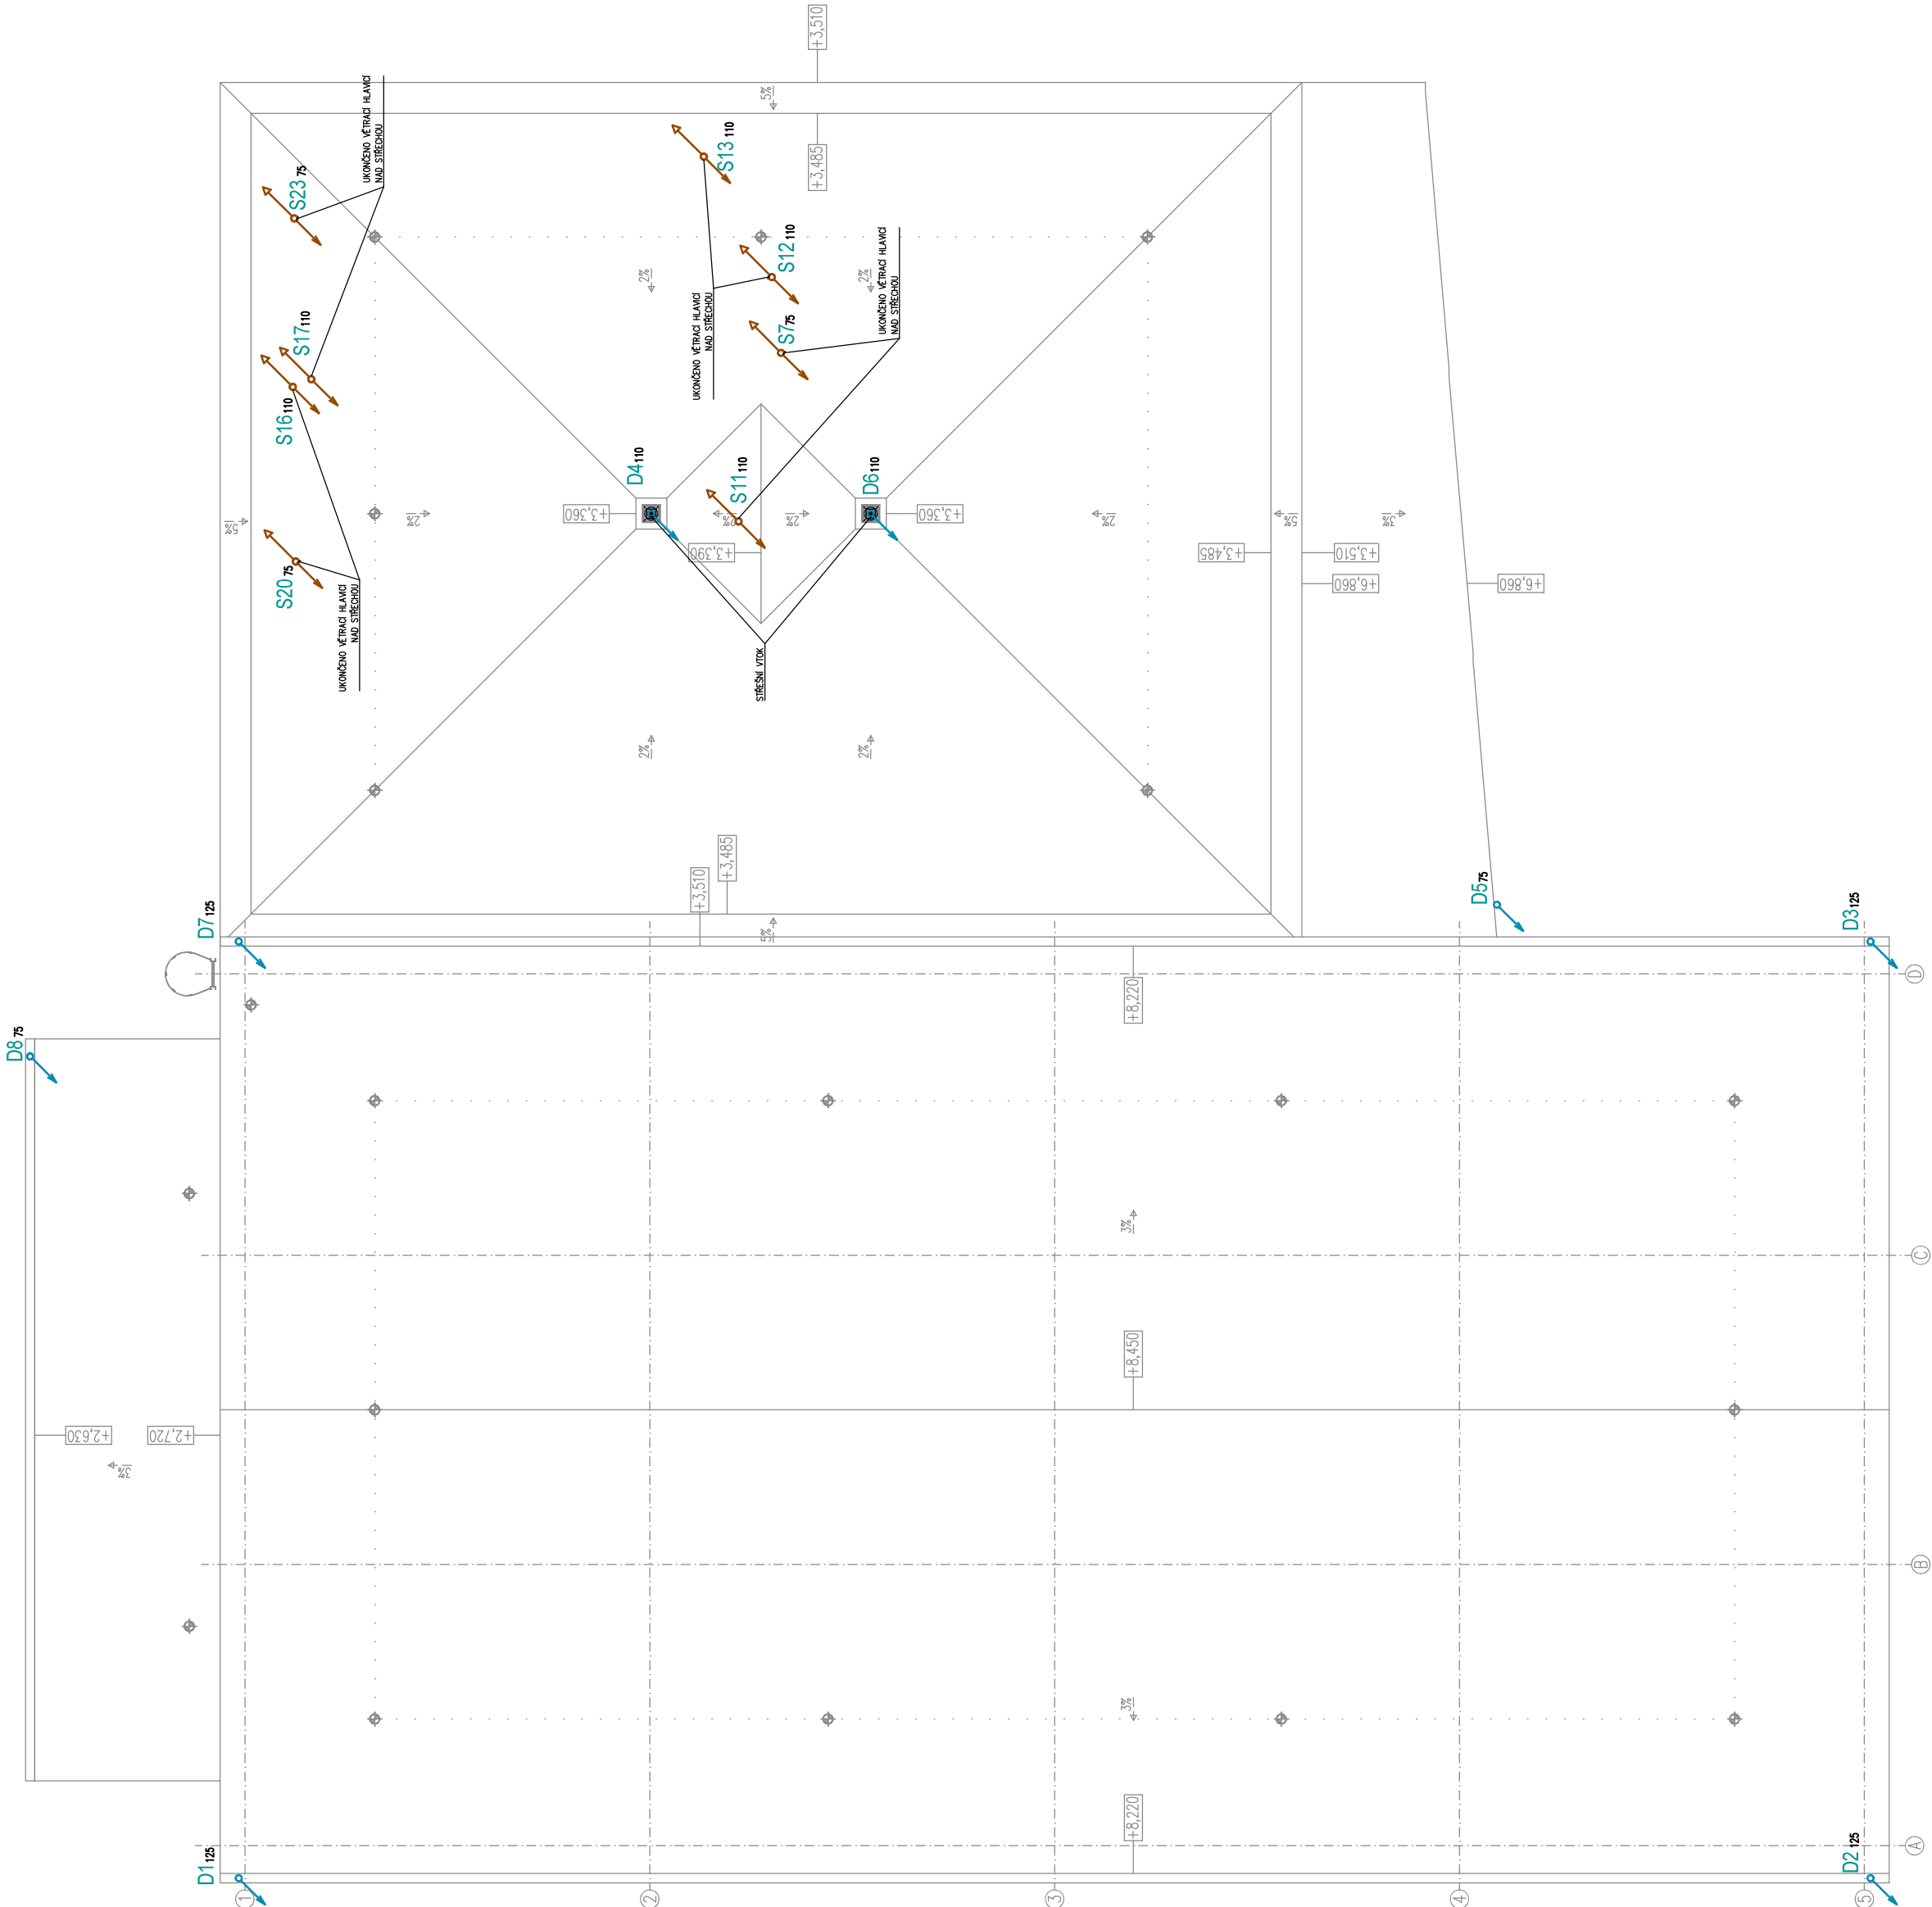 +3,510
5%
+3,485
UKONČENO VĚTRACÍ HLAVICÍ
NAD STŘECHOU
S23 75
S17 110
S16 110
S20 75
UKONČENO VĚTRACÍ HLAVICÍ
NAD STŘECHOU
S13 110
S12 110
UKONČENO VĚTRACÍ HLAVICÍ
NAD STŘECHOU
S7 75
S11 110
UKONČENO VĚTRACÍ HLAVICÍ
NAD STŘECHOU
2%
2%
5%
2%
D4 110
D6 110
+3,360
2%
2%
+3,360
+3,390
2%
5%
3%
+3,485
+3,510
+6,860
+6,860
STŘEŠNÍ VTOK
2%
2%
+3,485
+3,510
5%
D7 125
D5 75
D3 125
D8 75
+8,220
D
3%
C
+8,450
+2,630
+2,720
3%
B
3%
+8,220
A
D1 125
D2 125
1
2
3
4
5